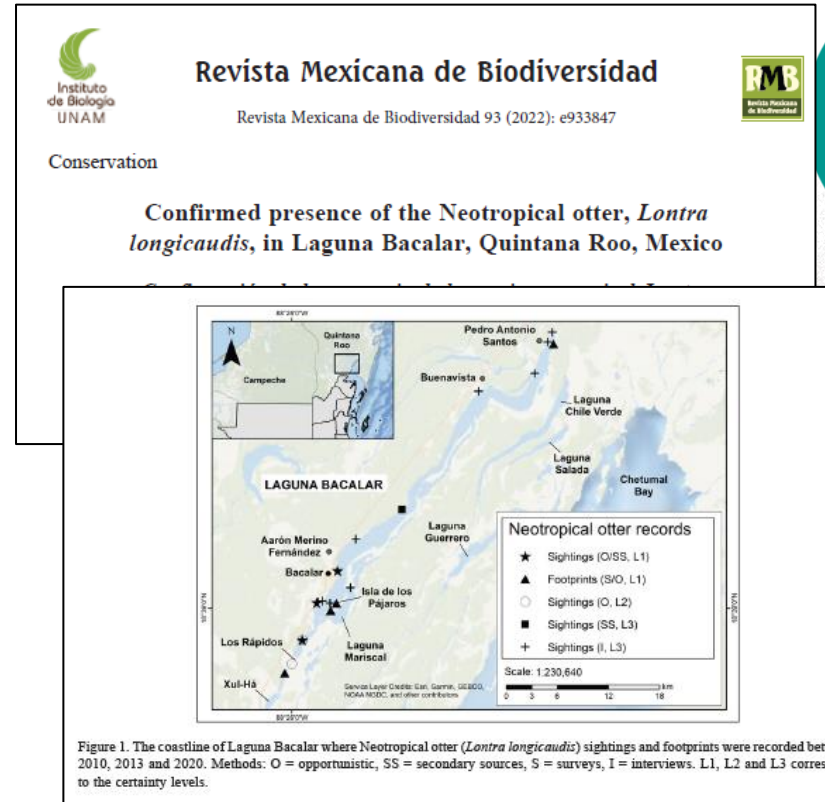 Instituto
de Biología
UNAM
Revista Mexicana de Biodiversidad
RMB
Revista Mexicana
de Biodiversidad
Revista Mexicana de Biodiversidad 93 (2022): e933847
Conservation
Confirmed presence of the Neotropical otter, Lontra
longicaudis, in Laguna Bacalar, Quintana Roo, Mexico
88°20'0"W
N
Quintana
Roo
Campeche
Pedro Antonio
Santos
Buenavista
Laguna
Chile Verde
Laguna
Salada
Chetumal
Bay
LAGUNA BACALAR
Laguna
Guerrero
Aarón Merino
Fernández
Bacalar
Isla de los
Pájaros
Laguna
Mariscal
Los Rápidos
Xul-Há
Neotropical otter records
Sightings (O/SS, L1)
Footprints (S/O, L1)
Sightings (O, L2)
Sightings (SS, L3)
Sightings (I, L3)
Scale: 1:230,640
km
0 3 6 12 18
Service Layer Credits: Esri, Garmin, GEBCO,
NOAA NGDC, and other contributors
Figure 1. The coastline of Laguna Bacalar where Neotropical otter (Lontra longicaudis) sightings and footprints were recorded bet
2010, 2013 and 2020. Methods: O = opportunistic, SS = secondary sources, S = surveys, I = interviews. L1, L2 and L3 corres
to the certainty levels.